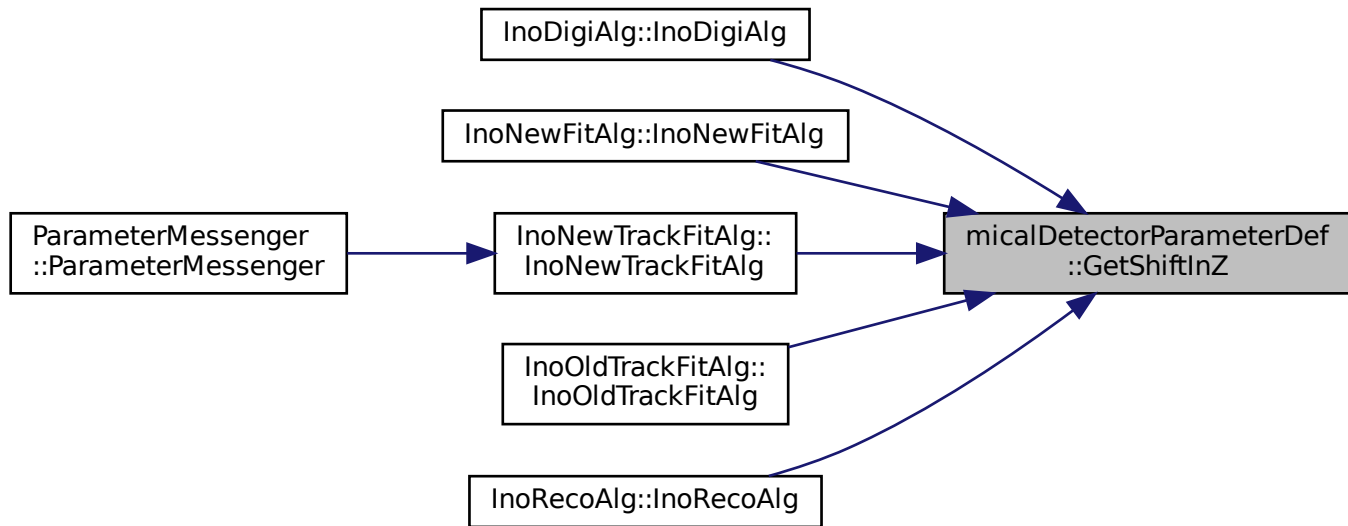 InoDigiAlg::InoDigiAlg
InoNewFitAlg::InoNewFitAlg
ParameterMessenger
::ParameterMessenger
InoNewTrackFitAlg::
InoNewTrackFitAlg
micalDetectorParameterDef
::GetShiftInZ
InoOldTrackFitAlg::
InoOldTrackFitAlg
InoRecoAlg::InoRecoAlg